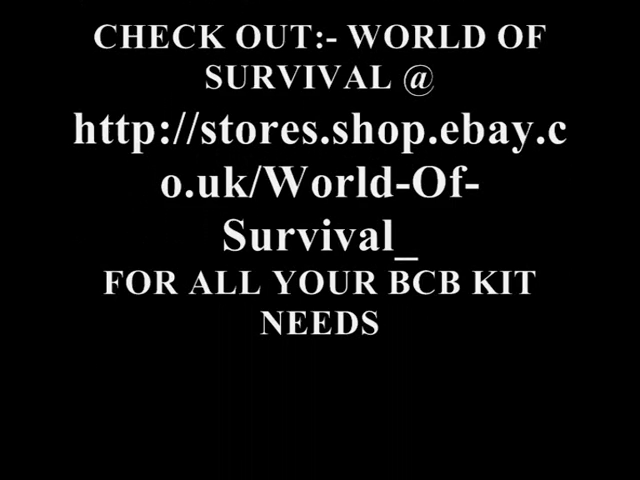 CHECK OUT:- WORLD OF
SURVIVAL @
http://stores.shop.ebay.c
o.uk/World-Of-
Survival_
FOR ALL YOUR BCB KIT
NEEDS